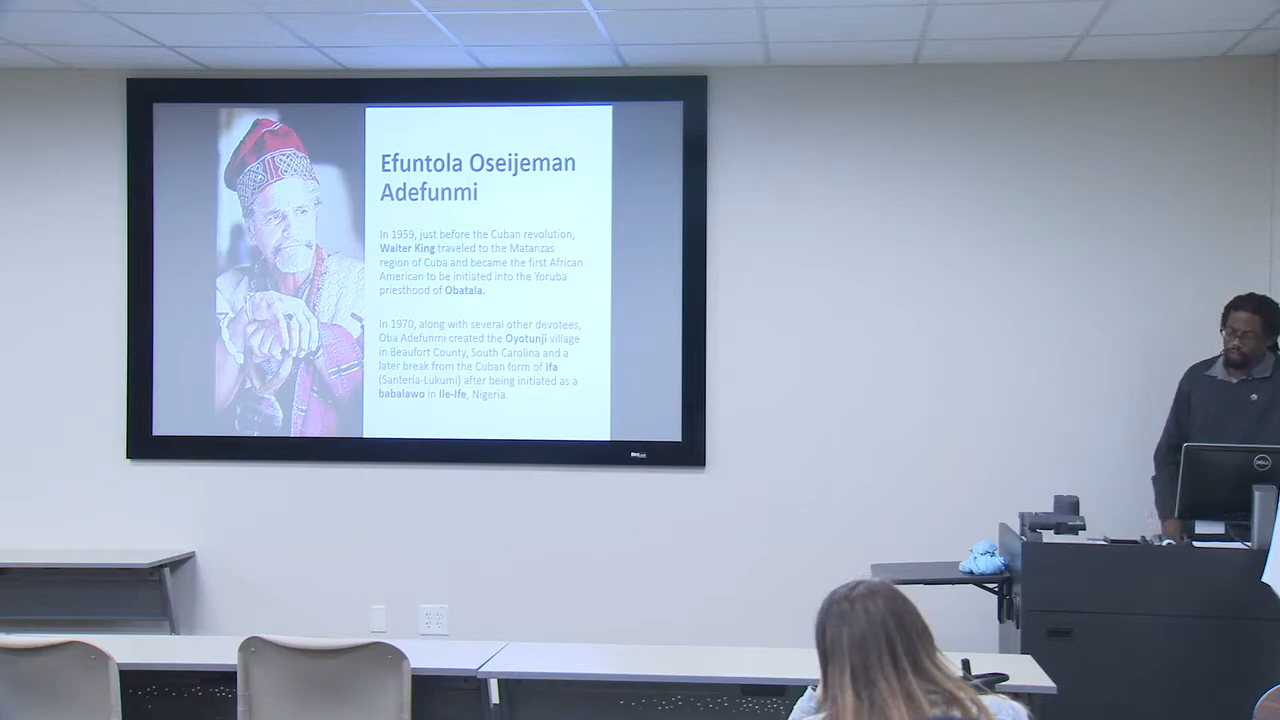 Efuntola Oseijeman
Adefunmi
In 1959, just before the Cuban revolution,
Walter King traveled to the Matanzas
region of Cuba and became the first African
American to be initiated into the Yoruba
priesthood of Obatala.
In 1970, along with several other devotees,
Oba Adefunmi created the Oyotunji village
in Beaufort County, South Carolina and a
later break from the Cuban form of Ifa
(Santería-Lukumi) after being initiated as a
babalawo in Ile-Ife, Nigeria.
DELL